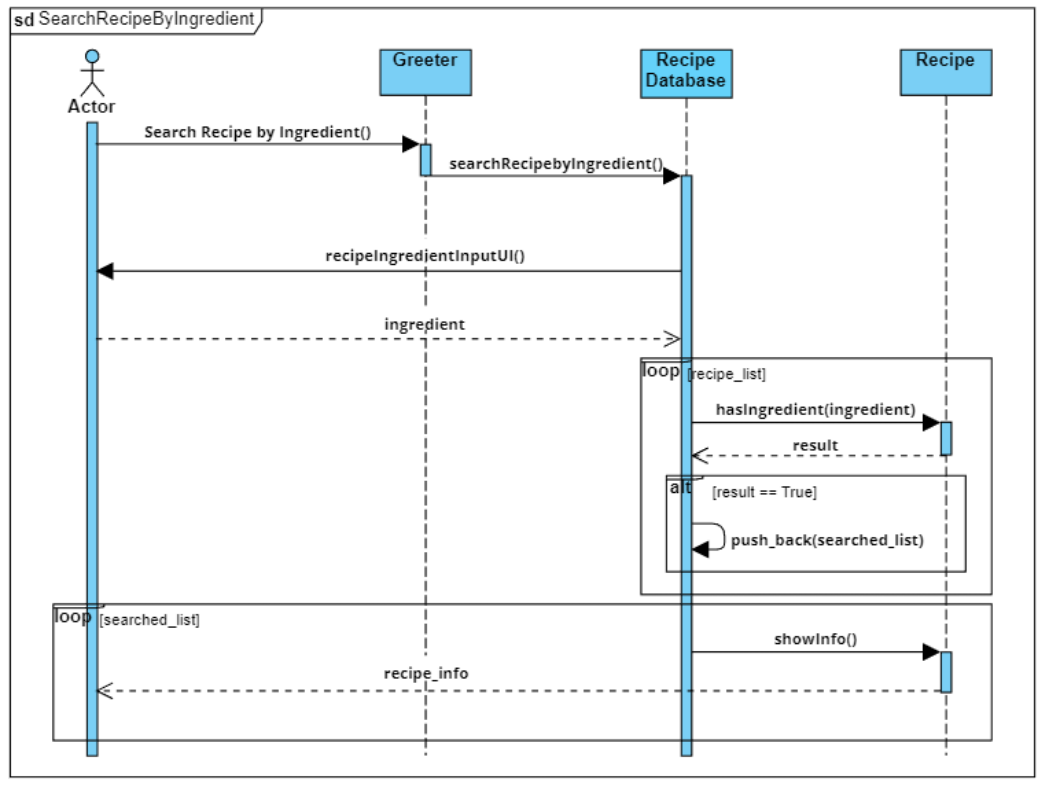 sd SearchRecipeByIngredient
Actor
Greeter
Recipe
Database
Recipe
Search Recipe by Ingredient()
searchRecipebyIngredient()
recipeIngredientInputUI()
ingredient
loop [recipe_list]
hasIngredient(ingredient)
result
alt [result == True]
push_back(searched_list)
loop [searched_list]
showInfo()
recipe_info